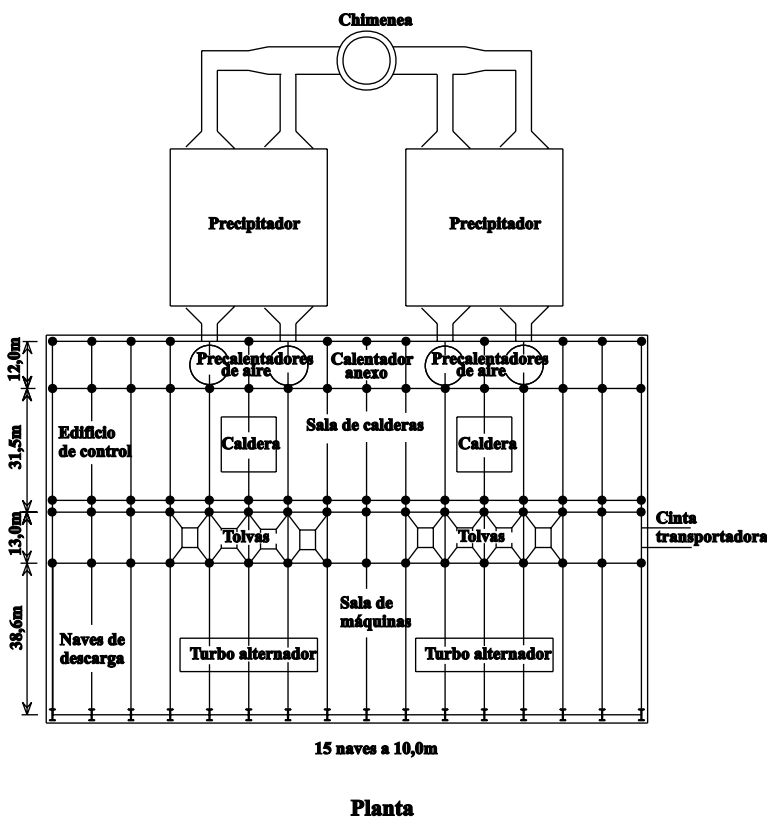 Chimenea
Precipitador
Precipitador
12,0m
Precalentadores
de aire
Calentador
anexo
Precalentadores
de aire
31,5m
Edificio
de control
Caldera
Sala de calderas
Caldera
13,0m
Tolvas
Tolvas
Cinta
transportadora
38,6m
Naves de
descarga
Sala de
máquinas
Turbo alternador
Turbo alternador
15 naves a 10,0m
Planta